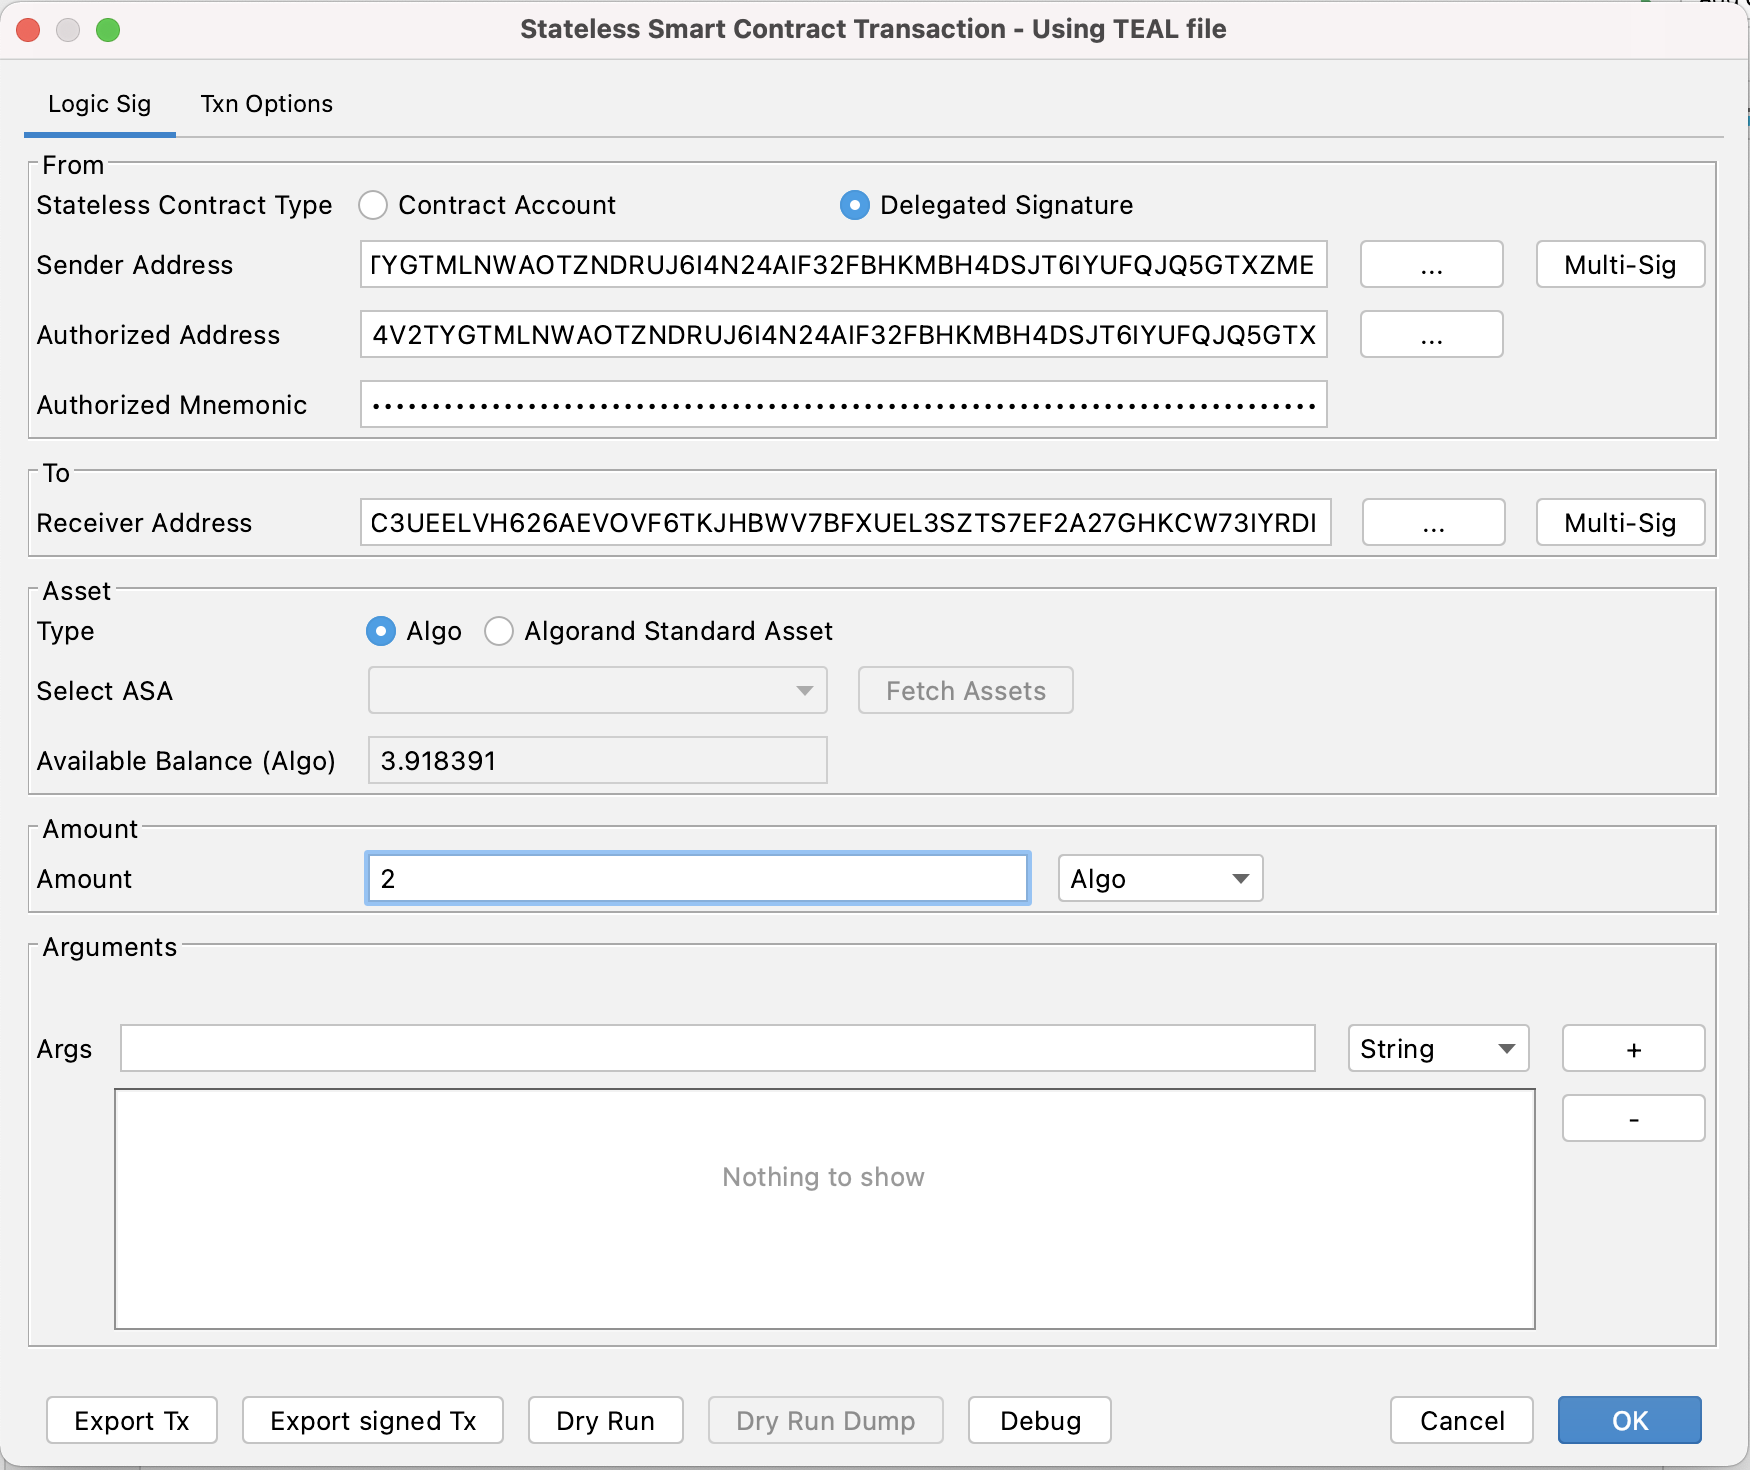 Stateless Smart Contract Transaction - Using TEAL file
Logic Sig Txn Options
From
Stateless Contract Type Contract Account Delegated Signature
Sender Address TYGTMLNWAOTZNDRUJ6I4N24AIF32FBHKMBH4DSJT6IYUFQJQ5GTXZME ... Multi-Sig
Authorized Address 4V2TYGTMLNWAOTZNDRUJ6I4N24AIF32FBHKMBH4DSJT6IYUFQJQ5GTX ...
Authorized Mnemonic
To
Receiver Address C3UEELVH626AEVOVF6TKJHBWV7BFXUEL3SZTS7EF2A27GHKCW73IYRDI ... Multi-Sig
Asset
Type Algo Algorand Standard Asset
Select ASA Fetch Assets
Available Balance (Algo) 3.918391
Amount
Amount 2 Algo
Arguments
Args String +
-
Nothing to show
Export Tx Export signed Tx Dry Run Dry Run Dump Debug Cancel OK